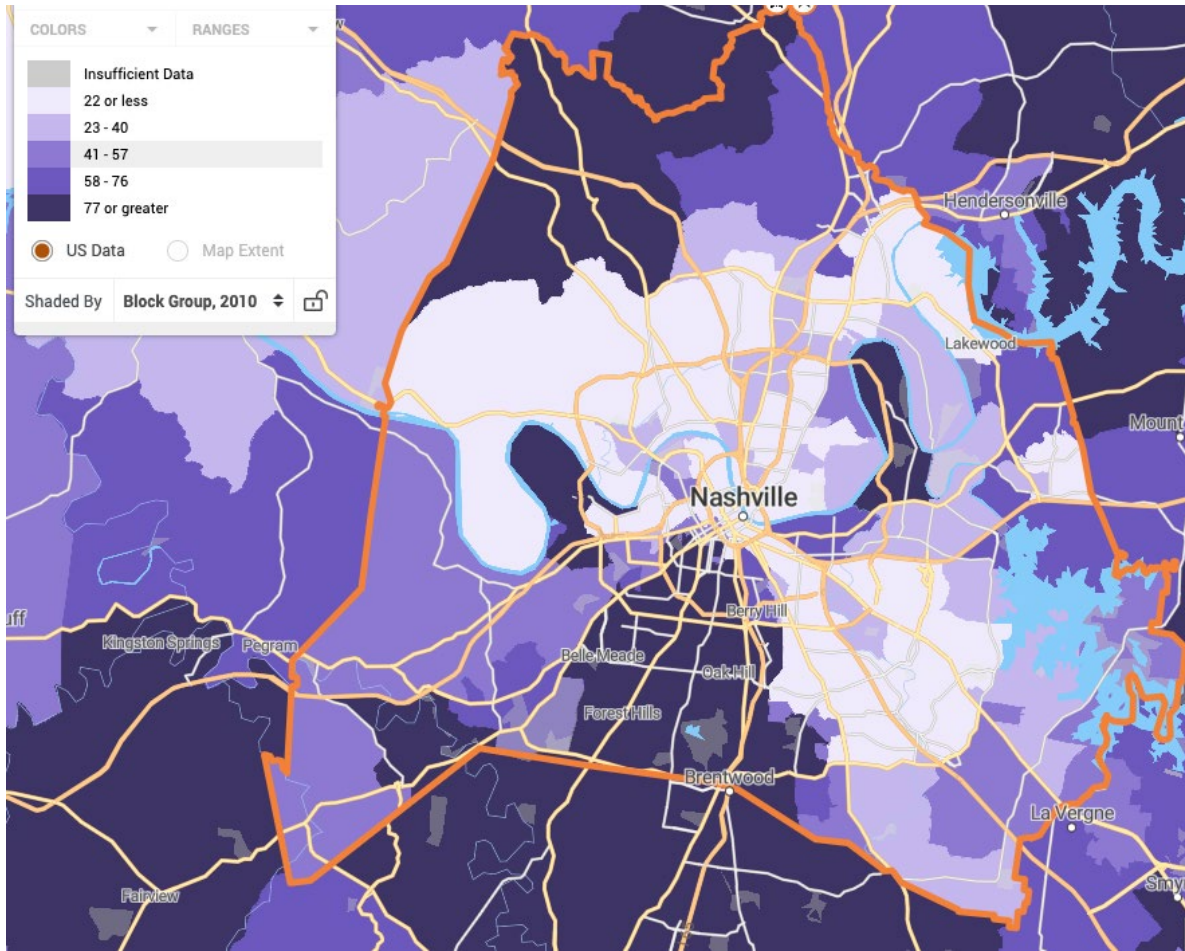 COLORS RANGES
Insufficient Data
22 or less
23 - 40
41 - 57
58 - 76
77 or greater
US Data Map Extent
Shaded By Block Group, 2010
Hendersonville
Lakewood
Nashville
Berry Hill
Kingston Springs
Pegram
Belle Meade
Oak Hill
Forest Hills
Brentwood
La Vergne
Fairview